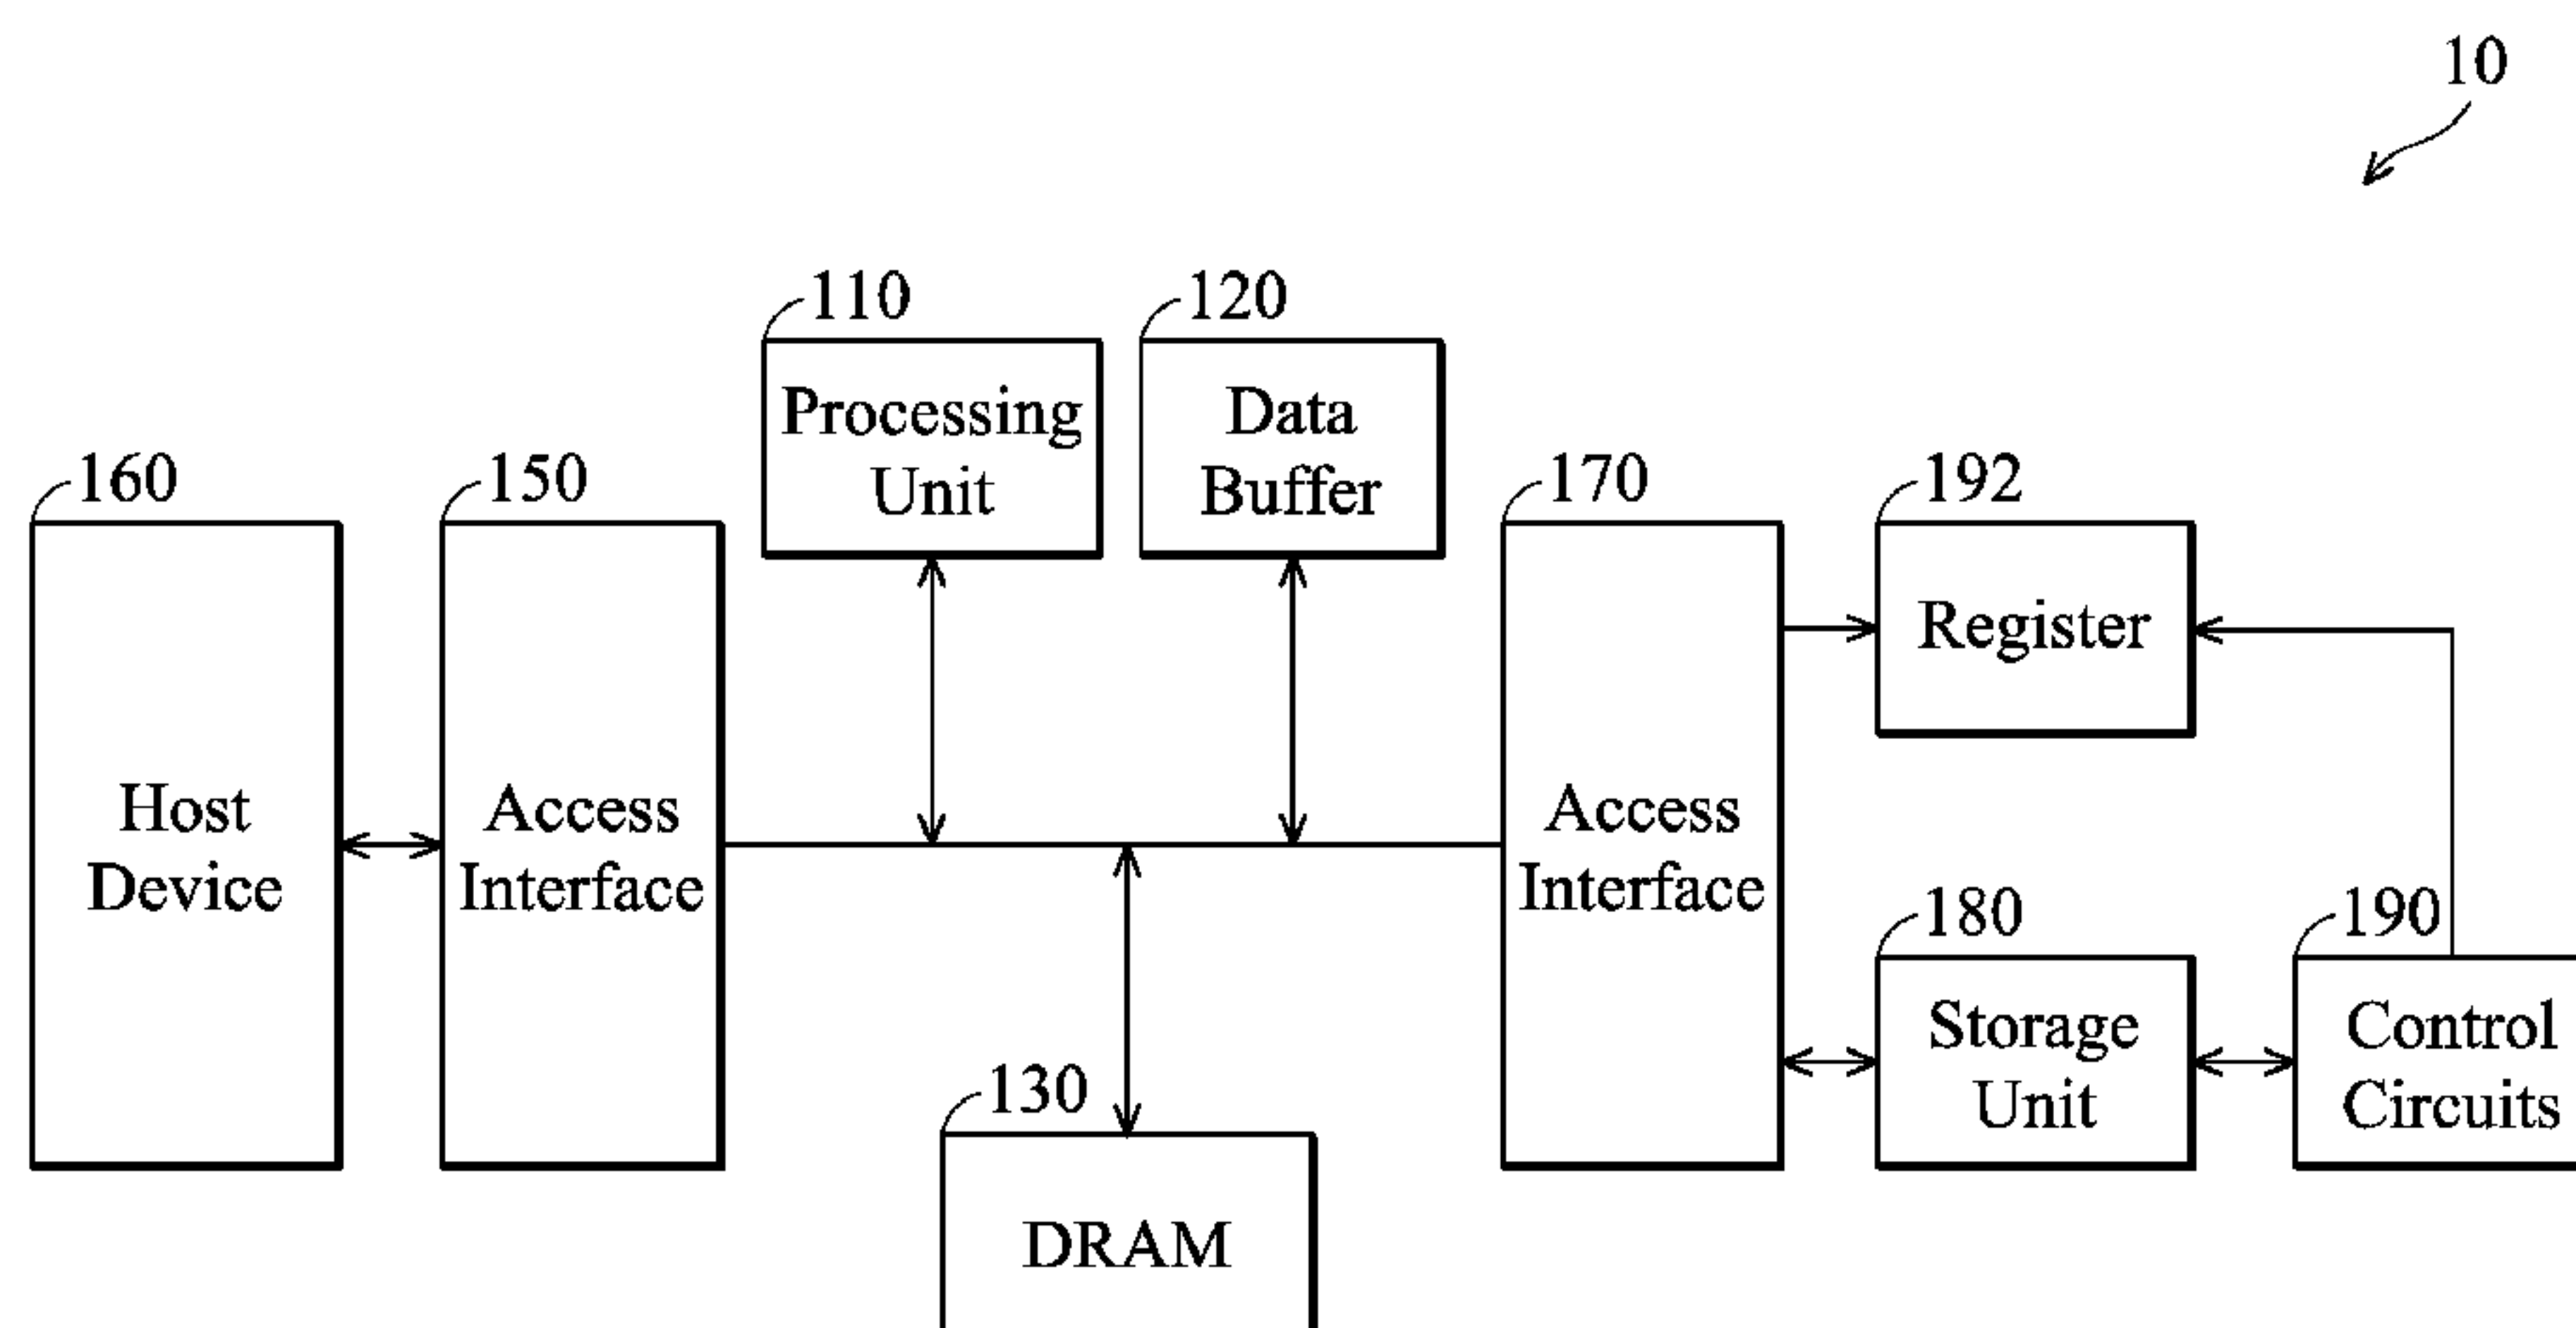 10
110
120
Processing
Unit
Data
Buffer
160
150
170
192
Host
Device
Access
Interface
Access
Interface
Register
180
190
Storage
Unit
Control
Circuits
130
DRAM